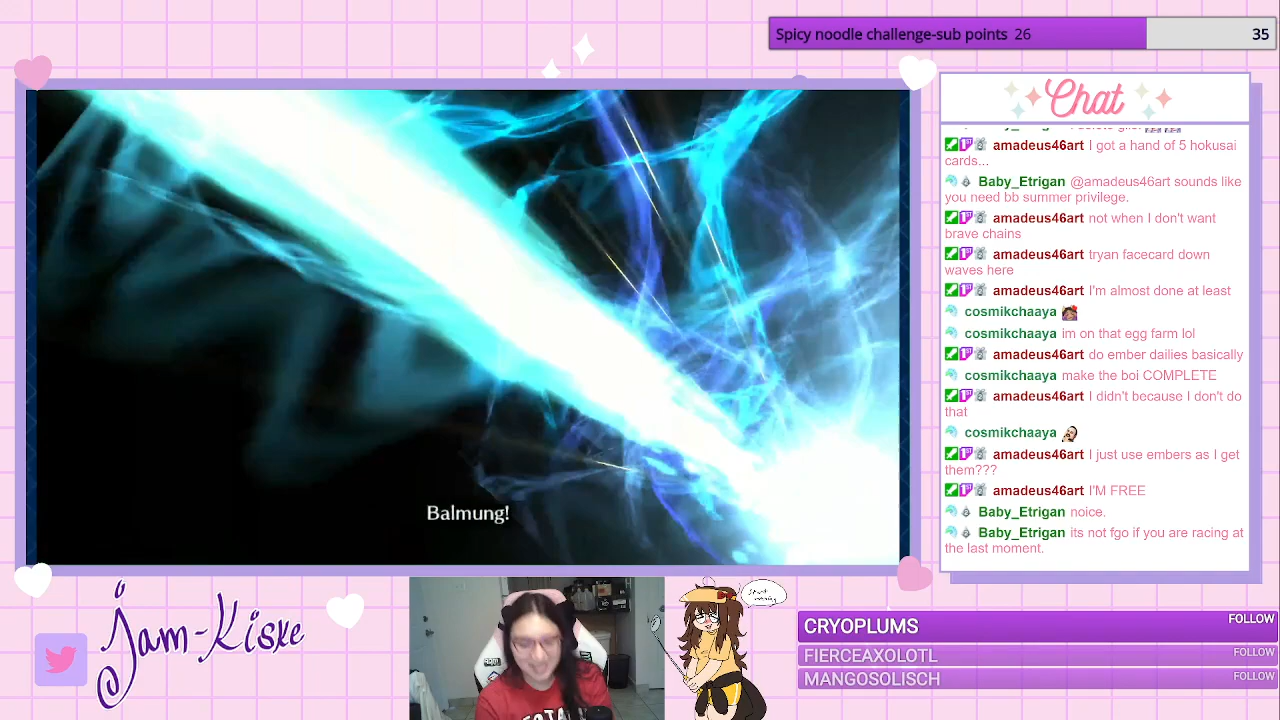 Spicy noodle challenge-sub points 26
35
Chat
amadeus46art I got a hand of 5 hokusai
cards...
Baby_Etrigan @amadeus46art sounds like
you need bb summer privilege.
amadeus46art not when I don't want
brave chains
amadeus46art tryan facecard down
waves here
amadeus46art I'm almost done at least
cosmikchaaya
cosmikchaaya im on that egg farm lol
amadeus46art do ember dailies basically
cosmikchaaya make the boi COMPLETE
amadeus46art I didn't because I don't do
that
cosmikchaaya
amadeus46art I just use embers as I get
them???
amadeus46art I'M FREE
Baby_Etrigan noice.
Baby_Etrigan its not fgo if you are racing at
the last moment.
Balmung!
@Jam-Kiske
CRYOPLUMS FOLLOW
FIERCEAXOLOTL FOLLOW
MANGOSOLISCH FOLLOW